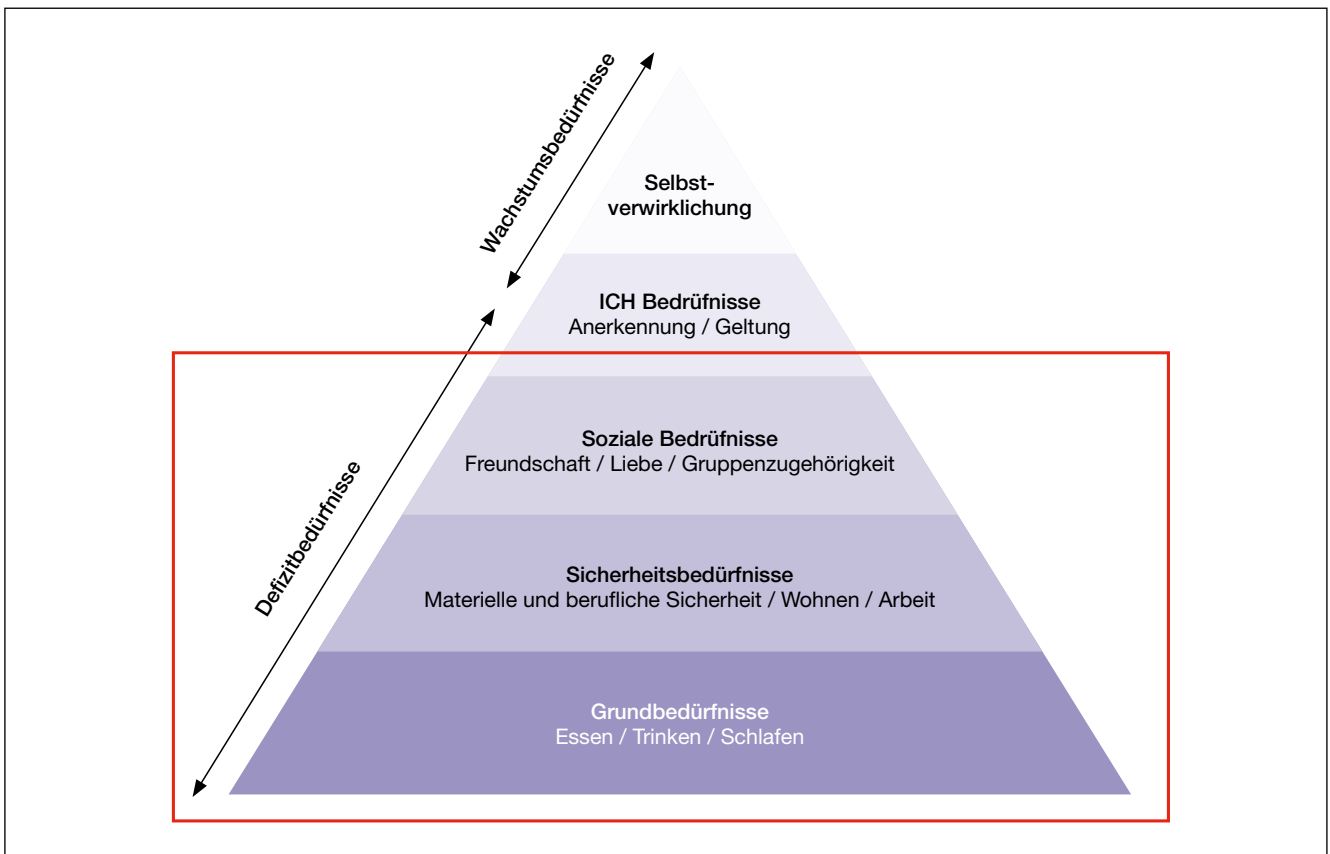 Wachstumsbedürfnisse
Defizitbedürfnisse
Selbst-
verwirklichung
ICH Bedrüfnisse
Anerkennung / Geltung
Soziale Bedrüfnisse
Freundschaft / Liebe / Gruppenzugehörigkeit
Sicherheitsbedürfnisse
Materielle und berufliche Sicherheit / Wohnen / Arbeit
Grundbedürfnisse
Essen / Trinken / Schlafen